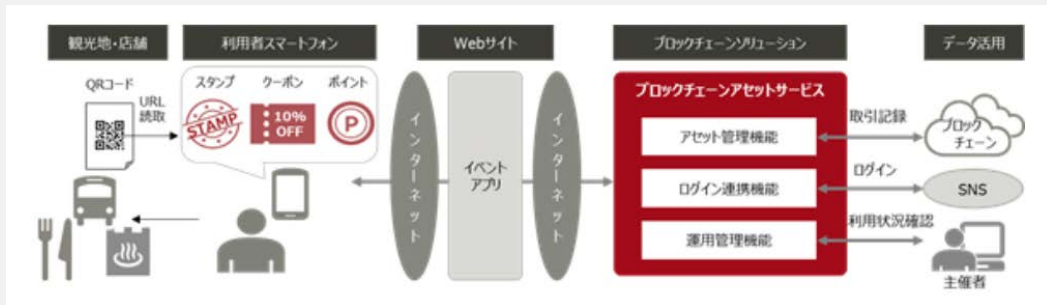 観光地・店舗
利用者スマートフォン
Webサイト
ブロックチェーンソリューション
データ活用
QRコード
URL
読取
スタンプ
クーポン
ポイント
STAMP
10%
OFF
P
インターネット
イベント
アプリ
インターネット
ブロックチェーンアセットサービス
アセット管理機能
ログイン連携機能
運用管理機能
取引記録
ブロック
チェーン
ログイン
SNS
利用状況確認
主催者